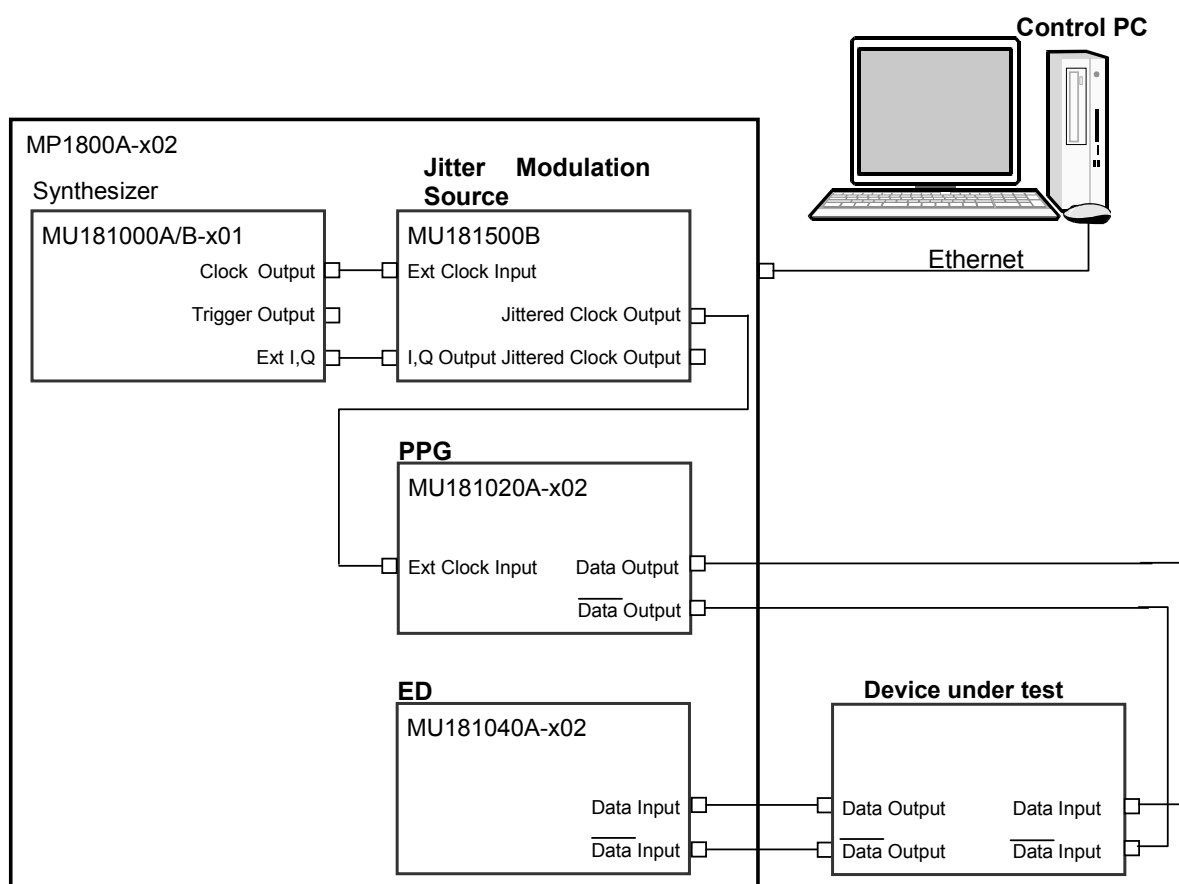 Control PC
MP1800A-x02
Synthesizer
Jitter Modulation
Source
MU181000A/B-x01
MU181500B
Clock Output
Ext Clock Input
Ethernet
Trigger Output
Jittered Clock Output
Ext I,Q
I,Q Output Jittered Clock Output
PPG
MU181020A-x02
Ext Clock Input
Data Output
Data Output
ED
Device under test
MU181040A-x02
Data Input
Data Output
Data Input
Data Input
Data Output
Data Input